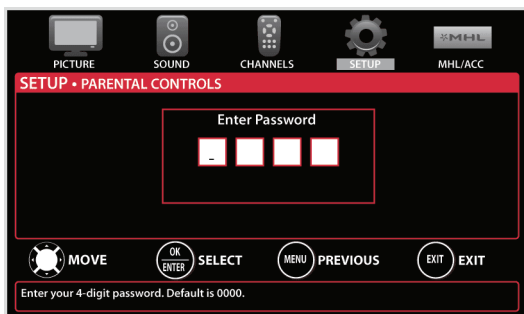 MHL
PICTURE SOUND CHANNELS SETUP MHL/ACC
SETUP • PARENTAL CONTROLS
Enter Password
-
MOVE OK ENTER SELECT MENU PREVIOUS EXIT EXIT
Enter your 4-digit password. Default is 0000.